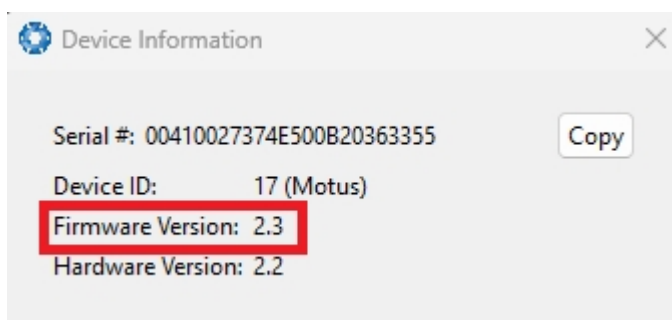 Device Information
Serial #: 00410027374E500B20363355 Copy
Device ID: 17 (Motus)
Firmware Version: 2.3
Hardware Version: 2.2